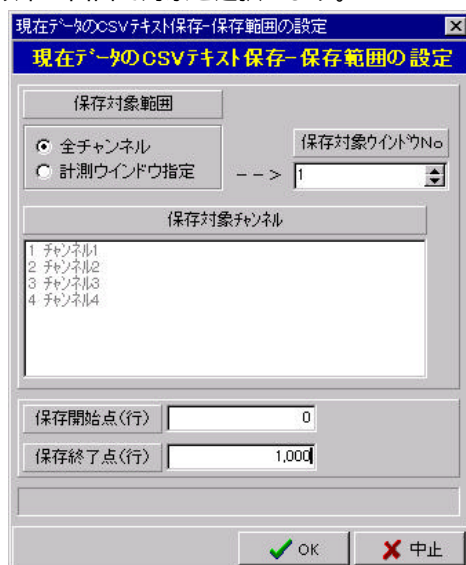 現在ﾃﾞｰﾀのCSVﾃｷｽﾄ保存-保存範囲の設定
現在ﾃﾞｰﾀのCSVﾃｷｽﾄ保存-保存範囲の設定
保存対象範囲
全チャンネル
計測ウインドウ指定
-->
保存対象ｳｲﾝﾄﾞｳNo
1
保存対象ﾁｬﾝﾈﾙ
1 ﾁｬﾝﾈﾙ1
2 ﾁｬﾝﾈﾙ2
3 ﾁｬﾝﾈﾙ3
4 ﾁｬﾝﾈﾙ4
保存開始点(行) 0
保存終了点(行) 1,000
OK 中止